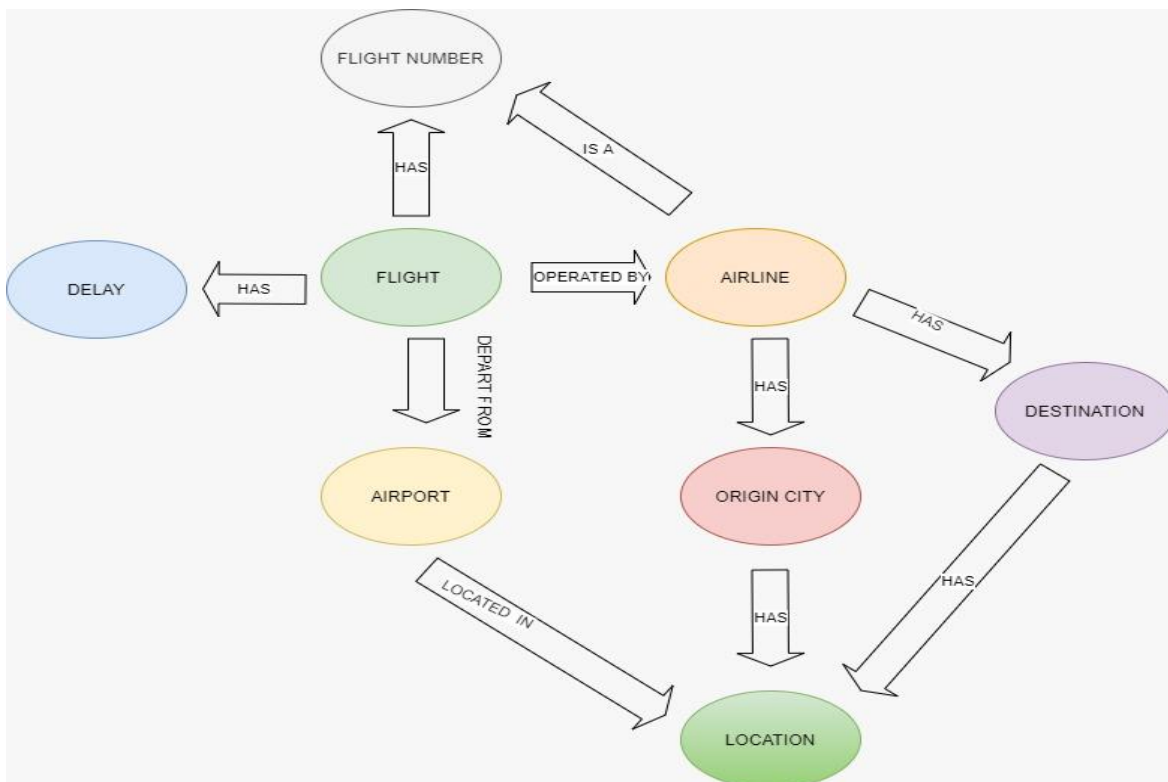 FLIGHT NUMBER
IS A
HAS
DELAY
HAS
FLIGHT
OPERATED BY
AIRLINE
HAS
DEPART FROM
HAS
DESTINATION
AIRPORT
ORIGIN CITY
LOCATED IN
HAS
HAS
LOCATION